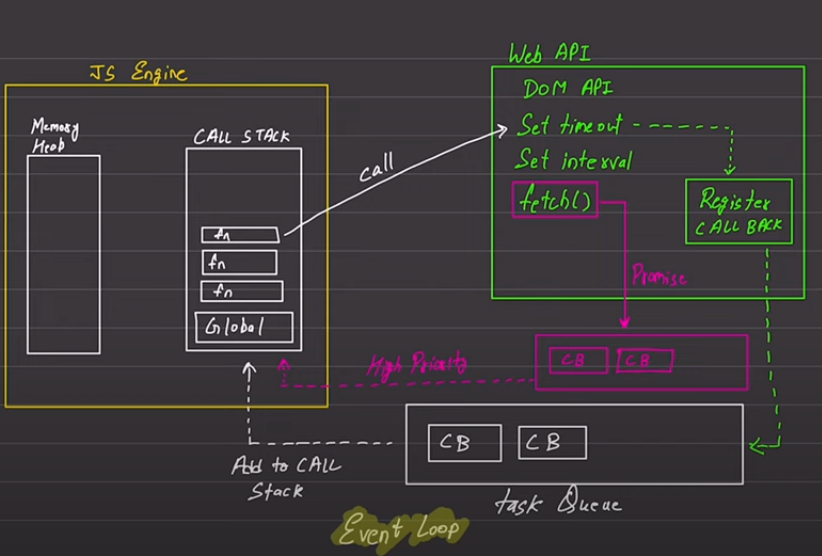 JS Engine
Memory
Heab
CALL STACK
fn
fn
fn
Global
call
Web API
DOM API
Set timeout
Set interval
fetch()
Register
CALL BACK
Promise
CB CB
High Priority
CB CB
Add to CALL
Stack
task Queue
Event Loop